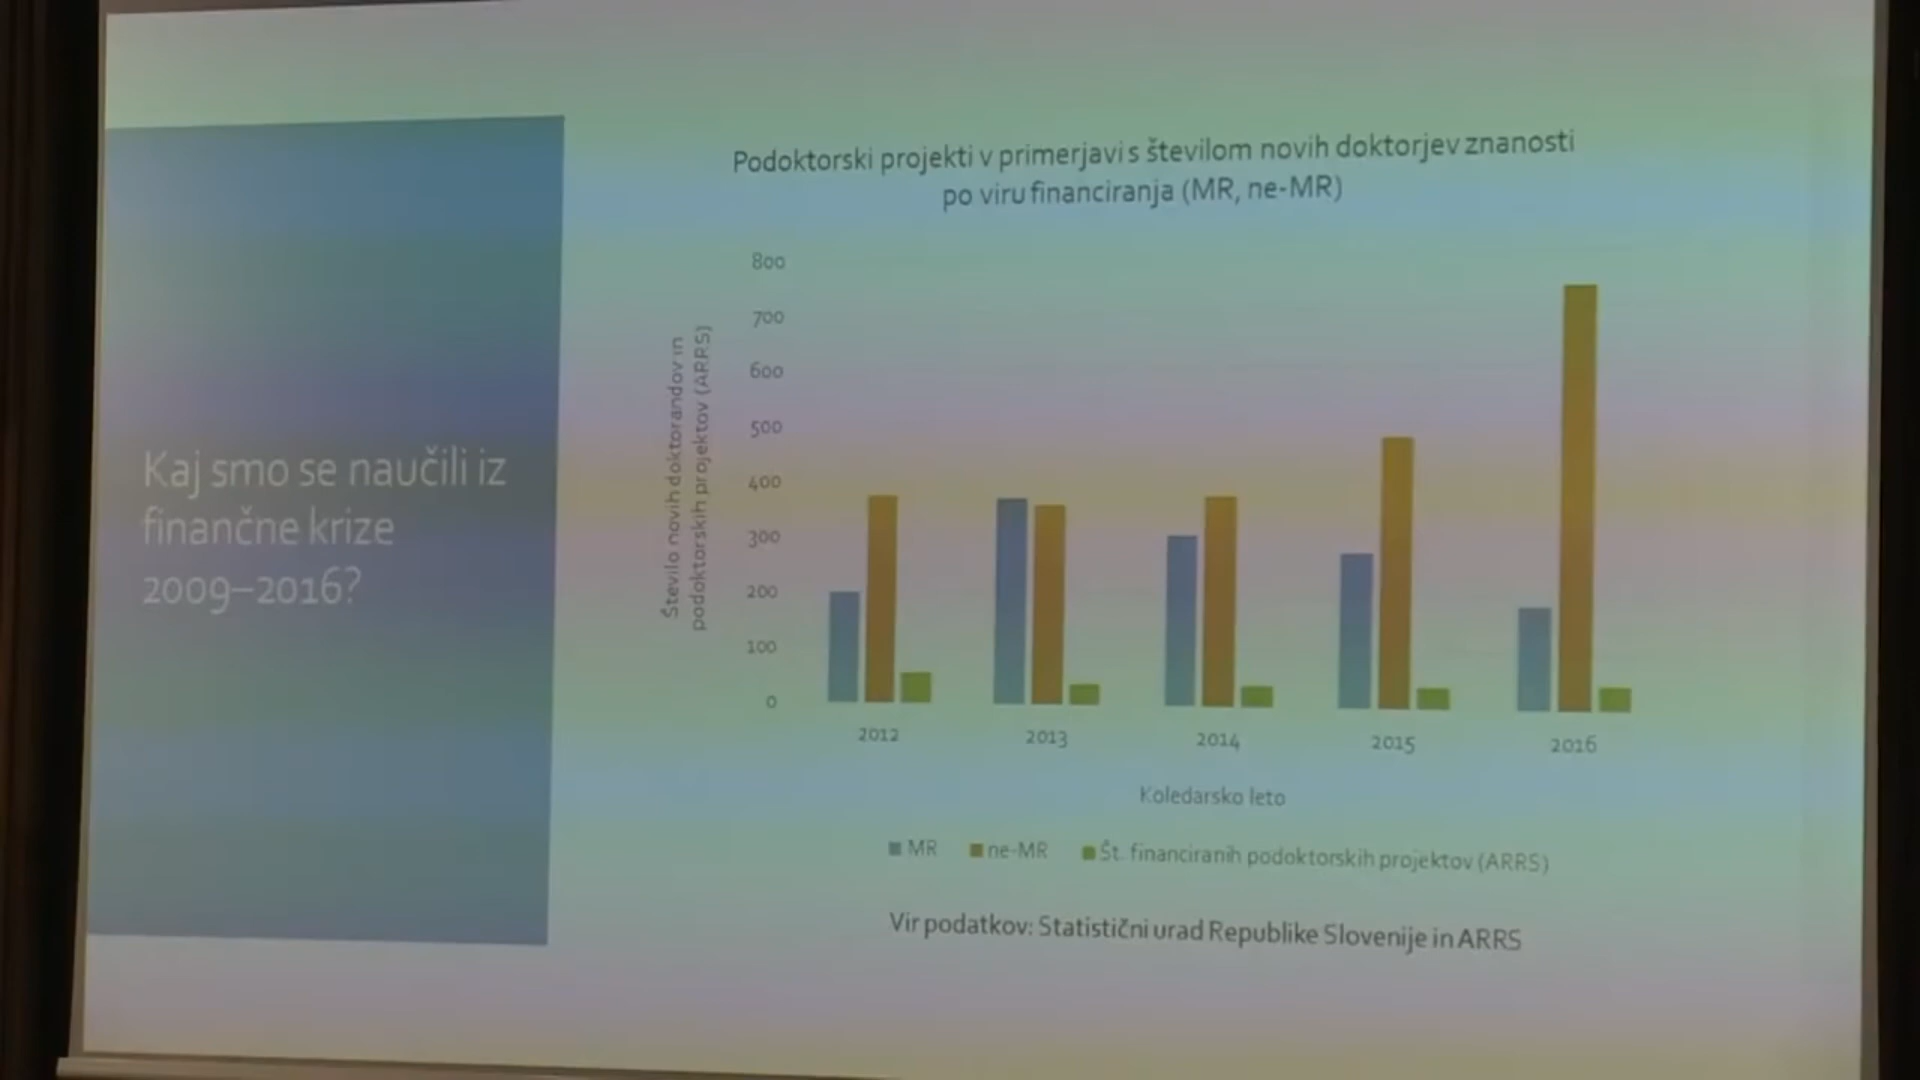 Kaj smo se naučili iz
finančne krize
2009–2016?
Podoktorski projekti v primerjavi s številom novih doktorjev znanosti
po viru financiranja (MR, ne-MR)
Število novih doktorandov in
podoktorskih projektov (ARRS)
800
700
600
500
400
300
200
100
0
2012 2013 2014 2015 2016
Koledarsko leto
MR ne-MR Št. financiranih podoktorskih projektov (ARRS)
Vir podatkov: Statistični urad Republike Slovenije in ARRS